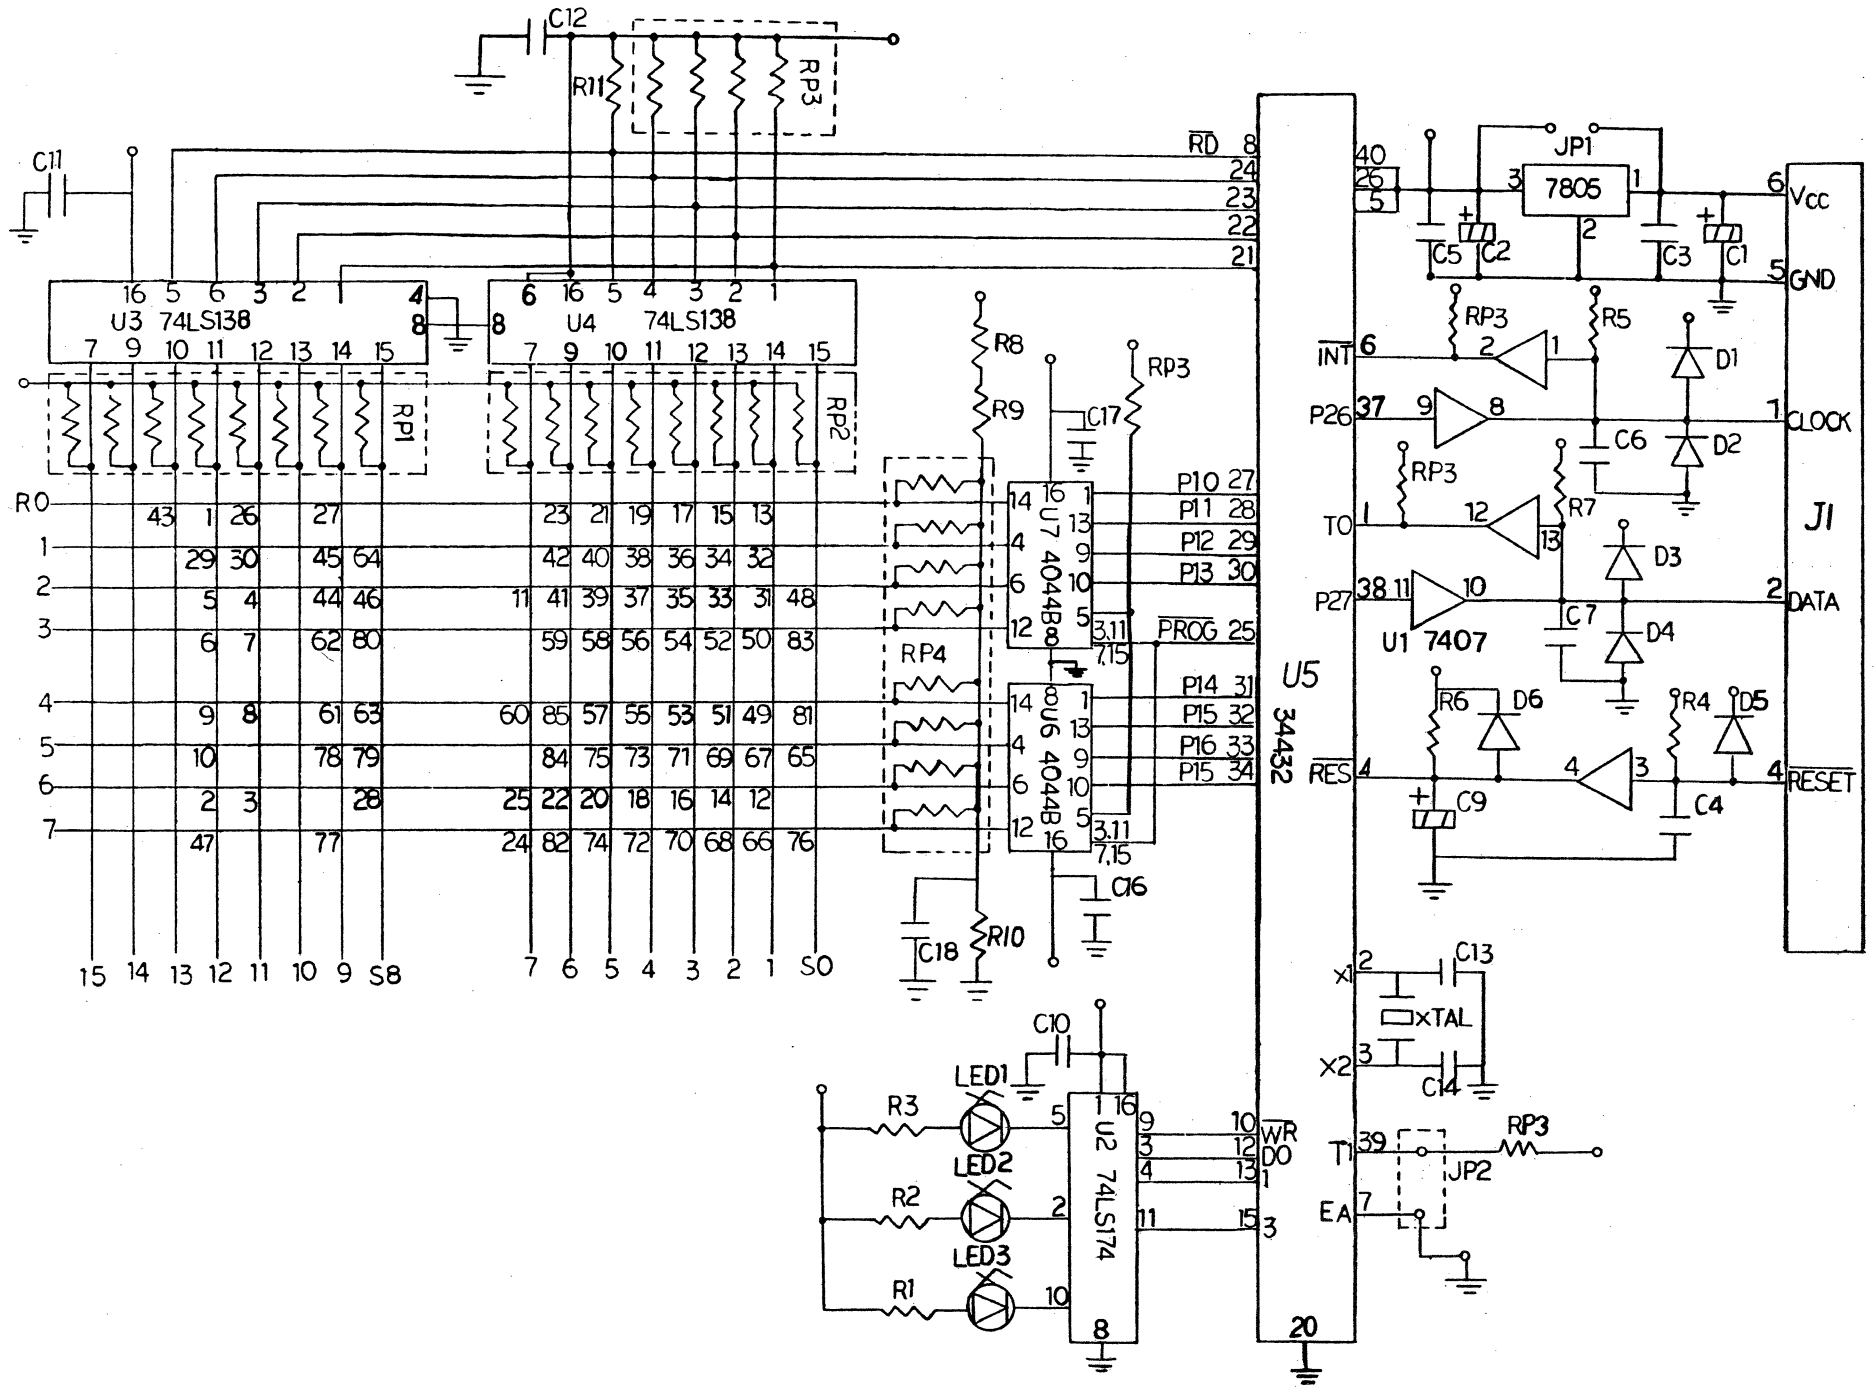 C12
R11
RP3
C11
RD 8
24
23
22
21
16 5 6 3 2 1 4
U3 74LS138 8
7 9 10 11 12 13 14 15
6 16 5 4 3 2 1
8 U4 74LS138
7 9 10 11 12 13 14 15
RP1
RP2
R0
43 1 26 27 23 21 19 17 15 13
1
29 30 45 64 42 40 38 36 34 32
2
5 4 44 46 11 41 39 37 35 33 31 48
3
6 7 62 80 59 58 56 54 52 50 83
4
9 8 61 63 60 85 57 55 53 51 49 81
5
10 78 79 84 75 73 71 69 67 65
6
2 3 28 25 22 20 18 16 14 12
7
47 77 24 82 74 72 70 68 66 76
15 14 13 12 11 10 9 S8
7 6 5 4 3 2 1 S0
R8
R9
RP4
C18
R10
C17
RP3
16
14 1
4 13
6 9
12 10
5
3,11
8 7,15
U7 4044B
P10 27
P11 28
P12 29
P13 30
PROG 25
8
14 1
4 13
6 9
12 10
5
3.11
16 7,15
U6 4044B
P14 31
P15 32
P16 33
P15 34
C16
U5
34432
40
26
5
JP1
3 7805 1
2
C5
+
C2
C3
+
C1
6 VCC
5 GND
RP3
R5
D1
INT 6
2 1
P26 37 9 8
1 CLOCK
C6
D2
RP3
R7
T0 1
12 13
D3
J1
P27 38 11 10
2 DATA
C7
D4
U1 7407
R6
D6
R4
D5
RES 4
4 3
4 RESET
+
C9
C4
X1 2
C13
XTAL
X2 3
C14
T1 39
RP3
JP2
EA 7
20
C10
1 16
U2 74LS174
LED1
R3
5
LED2
R2
2
LED3
R1
10
8
9 10 WR
3 12 D0
4 13 1
11 15 3